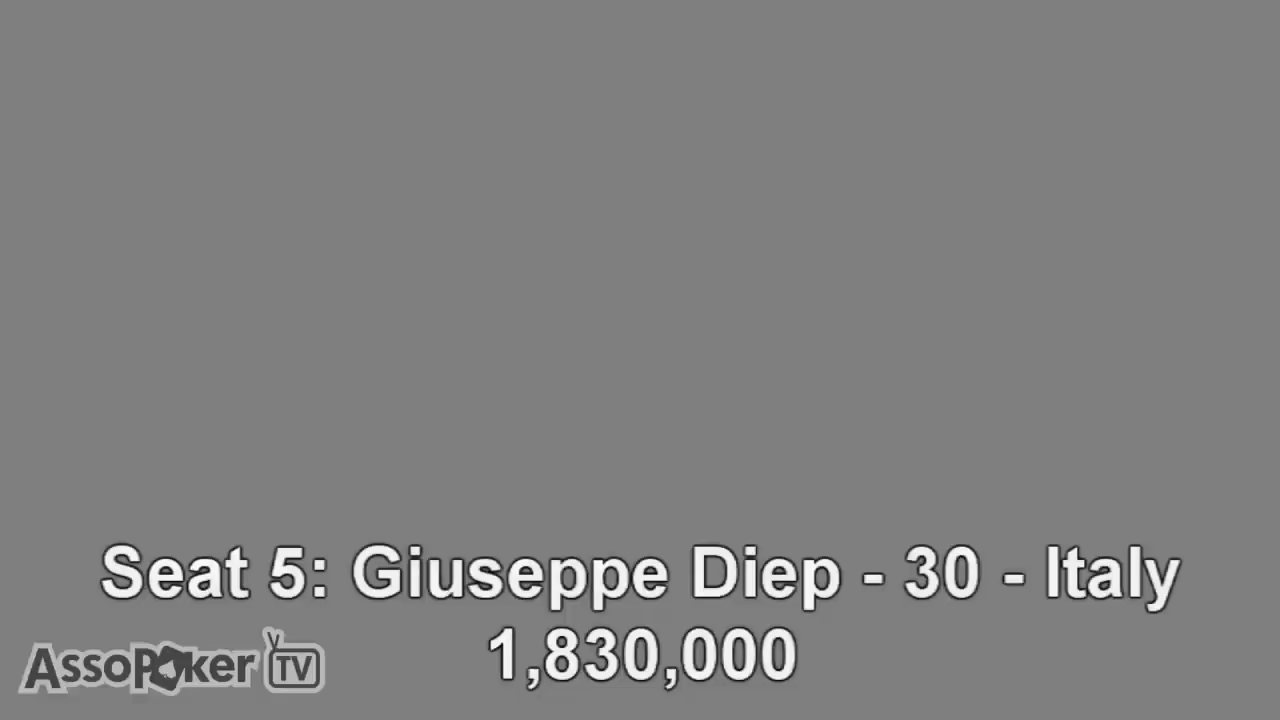 Seat 5: Giuseppe Diep - 30 - Italy
1,830,000
AssoPoker TV